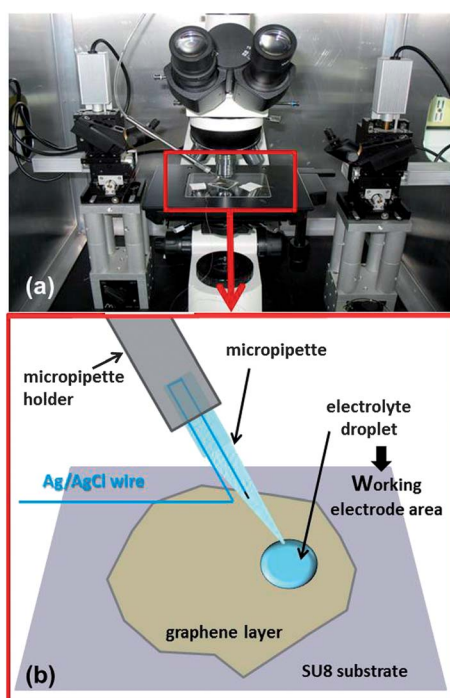 (a)
micropipette
holder
micropipette
electrolyte
droplet
Working
electrode area
Ag/AgCl wire
graphene layer
SU8 substrate
(b)